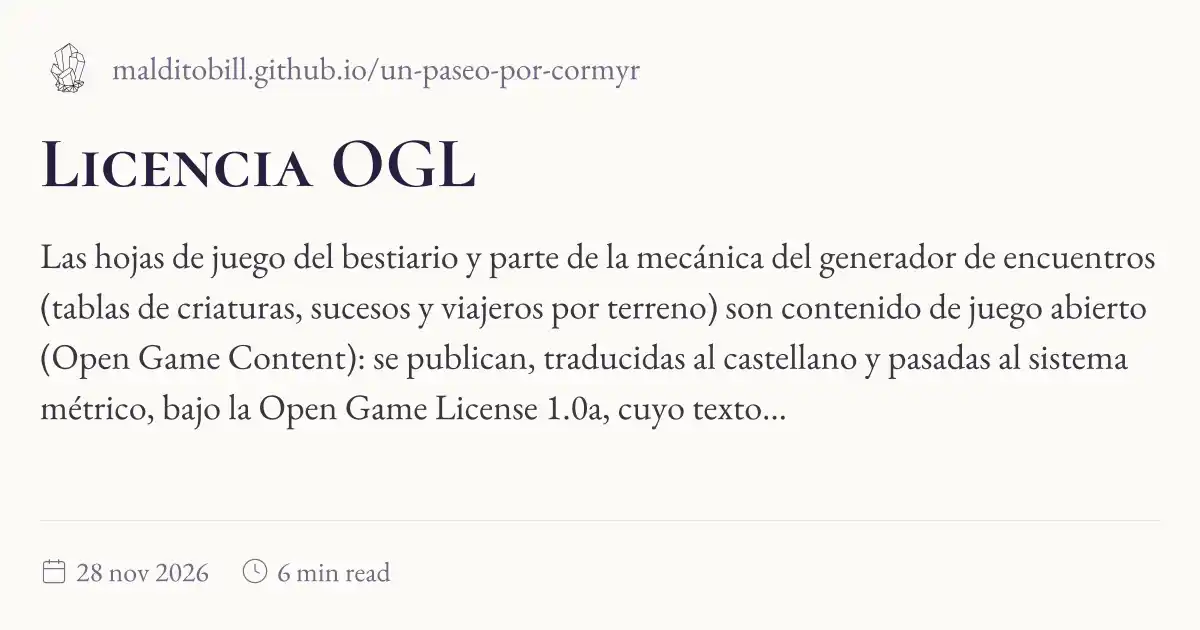 malditobill.github.io/un-paseo-por-cormyr
Licencia OGL
Las hojas de juego del bestiario y parte de la mecánica del generador de encuentros
(tablas de criaturas, sucesos y viajeros por terreno) son contenido de juego abierto
(Open Game Content): se publican, traducidas al castellano y pasadas al sistema
métrico, bajo la Open Game License 1.0a, cuyo texto...
28 nov 2026
6 min read